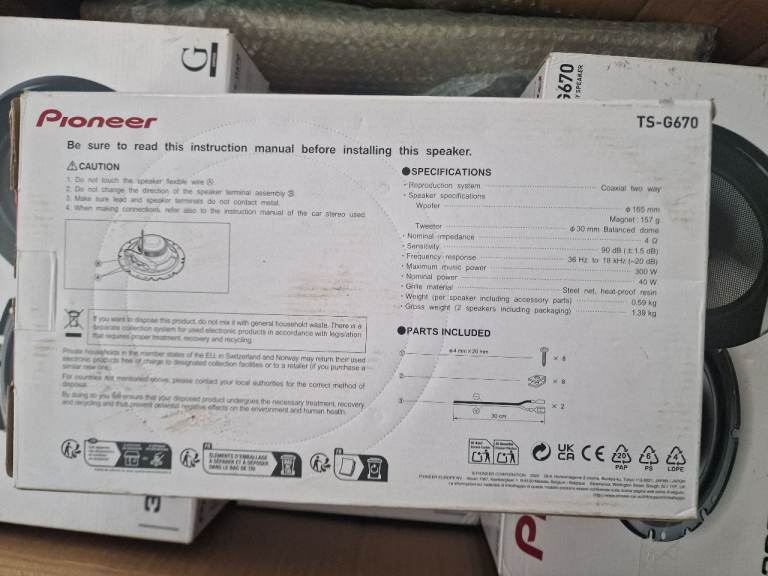 G
G670
SPEAKER
Pioneer
TS-G670
Be sure to read this instruction manual before installing this speaker.
CAUTION
1. Do not touch the speaker flexible wire Ⓐ.
2. Do not change the direction of the speaker terminal assembly Ⓑ.
3. Make sure lead and speaker terminals do not contact metal.
4. When making connections, refer also to the instruction manual of the car stereo used.
If you want to dispose this product, do not mix it with general household waste. There is a
separate collection system for used electronic products in accordance with legislation
that requires proper treatment, recovery and recycling.
Private households in the member states of the EU, in Switzerland and Norway may return their used
electronic products free of charge to designated collection facilities or to a retailer (if you purchase a
similar new one).
For countries not mentioned above, please contact your local authorities for the correct method of
disposal.
By doing so you will ensure that your disposed product undergoes the necessary treatment, recovery
and recycling and thus prevent potential negative effects on the environment and human health.
●SPECIFICATIONS
· Reproduction system Coaxial two way
· Speaker specifications
Woofer ϕ 165 mm
Magnet: 157 g
Tweeter ϕ 30 mm Balanced dome
· Nominal impedance 4 Ω
· Sensitivity 90 dB (± 1.5 dB)
· Frequency response 36 Hz to 18 kHz (−20 dB)
· Maximum music power 300 W
· Nominal power 40 W
· Grille material Steel net, heat-proof resin
· Weight (per speaker including accessory parts) 0.59 kg
· Gross weight (2 speakers including packaging) 1.39 kg
●PARTS INCLUDED
① ϕ4 mm×20 mm × 8
② × 8
③ × 2
30 cm
FR
ÉLÉMENTS D'EMBALLAGE
À SÉPARER ET À DÉPOSER
DANS LE BAC DE TRI
FR
UK
CA
CE
20
PAP
6
PS
4
LDPE
P